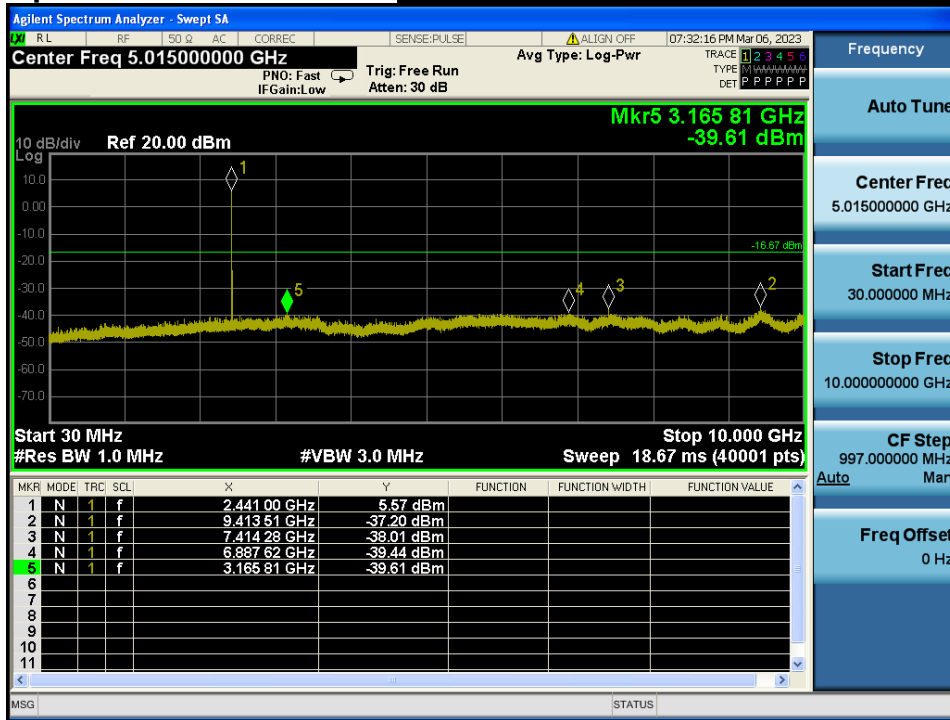 Agilent Spectrum Analyzer - Swept SA
LXI RL RF 50 Ω AC CORREC SENSE:PULSE ALIGN OFF 07:32:16 PM Mar 06, 2023
Center Freq 5.015000000 GHz
PNO: Fast
IFGain:Low
Trig: Free Run
Atten: 30 dB
Avg Type: Log-Pwr
TRACE 1 2 3 4 5 6
TYPE M W W W W W
DET P P P P P P
Mkr5 3.165 81 GHz
-39.61 dBm
10 dB/div
Log
Ref 20.00 dBm
10.0
0.00
-10.0
-20.0
-30.0
-40.0
-50.0
-60.0
-70.0
1
5
4
3
2
-16.67 dBm
Start 30 MHz
Stop 10.000 GHz
#Res BW 1.0 MHz
#VBW 3.0 MHz
Sweep 18.67 ms (40001 pts)
MKR MODE TRC SCL X Y FUNCTION FUNCTION WIDTH FUNCTION VALUE
1 N 1 f 2.441 00 GHz 5.57 dBm
2 N 1 f 9.413 51 GHz -37.20 dBm
3 N 1 f 7.414 28 GHz -38.01 dBm
4 N 1 f 6.887 62 GHz -39.44 dBm
5 N 1 f 3.165 81 GHz -39.61 dBm
6
7
8
9
10
11
MSG
STATUS
Frequency
Auto Tune
Center Freq
5.015000000 GHz
Start Freq
30.000000 MHz
Stop Freq
10.000000000 GHz
CF Step
997.000000 MHz
Auto Man
Freq Offset
0 Hz